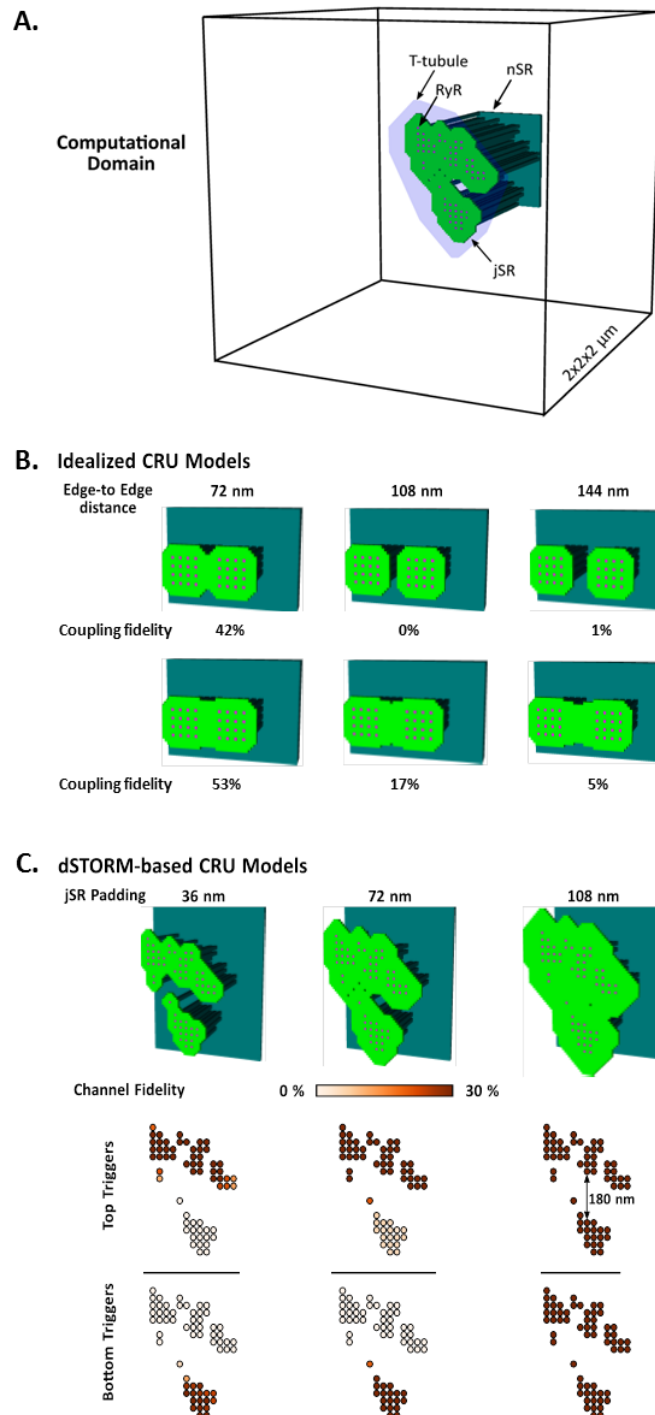 A.
T-tubule
RyR
nSR
Computational
Domain
jSR
2x2x2 µm
B. Idealized CRU Models
Edge-to Edge
distance
72 nm 108 nm 144 nm
Coupling fidelity 42% 0% 1%
Coupling fidelity 53% 17% 5%
C. dSTORM-based CRU Models
jSR Padding 36 nm 72 nm 108 nm
Channel Fidelity 0 % 30 %
Top Triggers
180 nm
Bottom Triggers